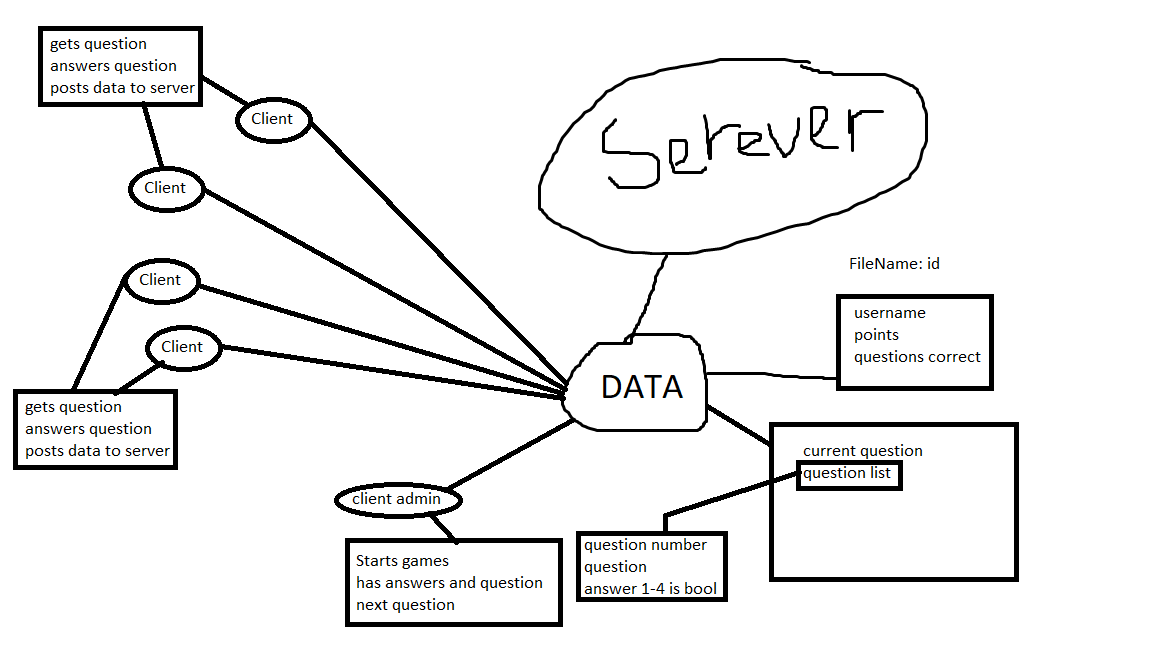 gets question
answers question
posts data to server
Client
Client
Serever
Client
Client
FileName: id
username
points
questions correct
DATA
gets question
answers question
posts data to server
current question
question list
client admin
question number
question
answer 1-4 is bool
Starts games
has answers and question
next question